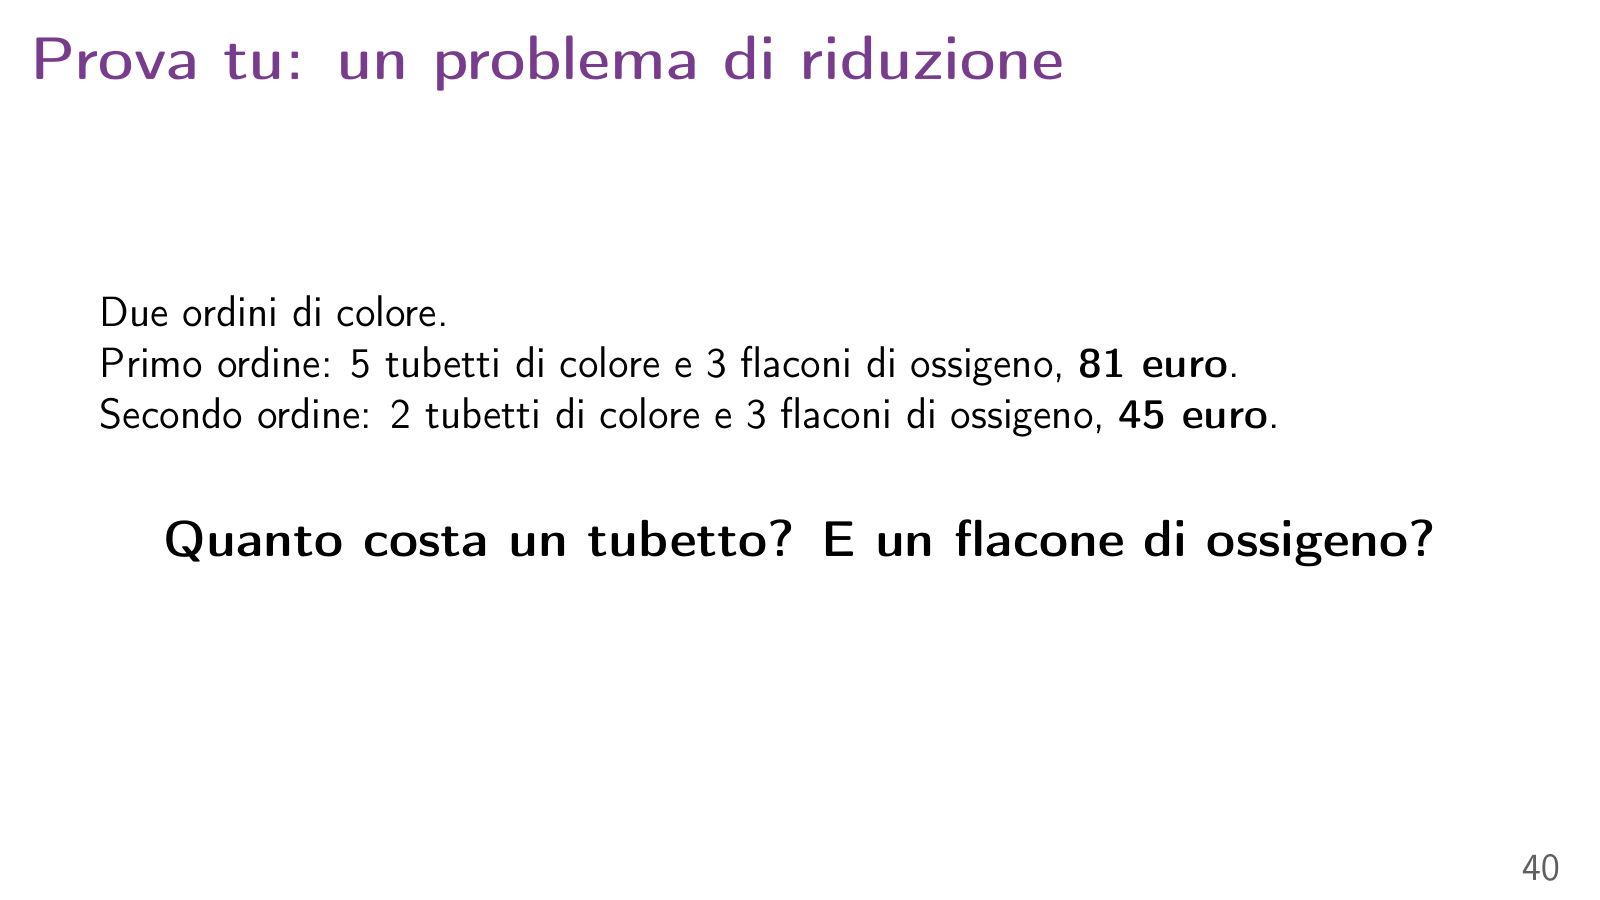 Prova tu: un problema di riduzione
Due ordini di colore.
Primo ordine: 5 tubetti di colore e 3 flaconi di ossigeno, 81 euro.
Secondo ordine: 2 tubetti di colore e 3 flaconi di ossigeno, 45 euro.
Quanto costa un tubetto? E un flacone di ossigeno?
40